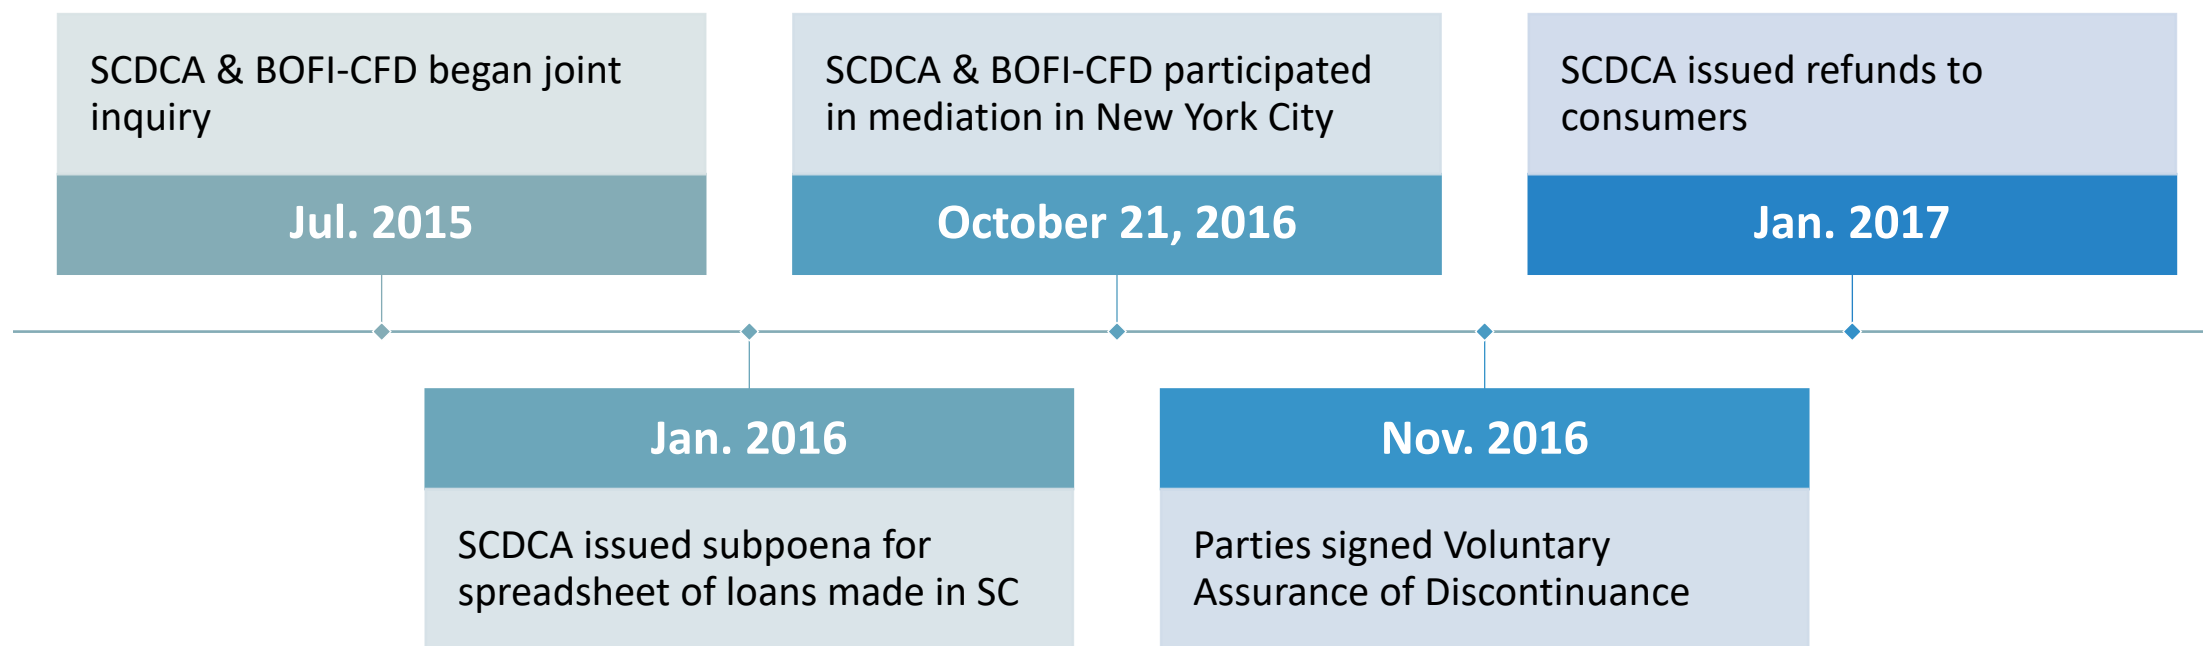 SCDCA & BOFI-CFD began joint
inquiry
Jul. 2015
Jan. 2016
SCDCA issued subpoena for
spreadsheet of loans made in SC
SCDCA & BOFI-CFD participated
in mediation in New York City
October 21, 2016
Nov. 2016
Parties signed Voluntary
Assurance of Discontinuance
SCDCA issued refunds to
consumers
Jan. 2017